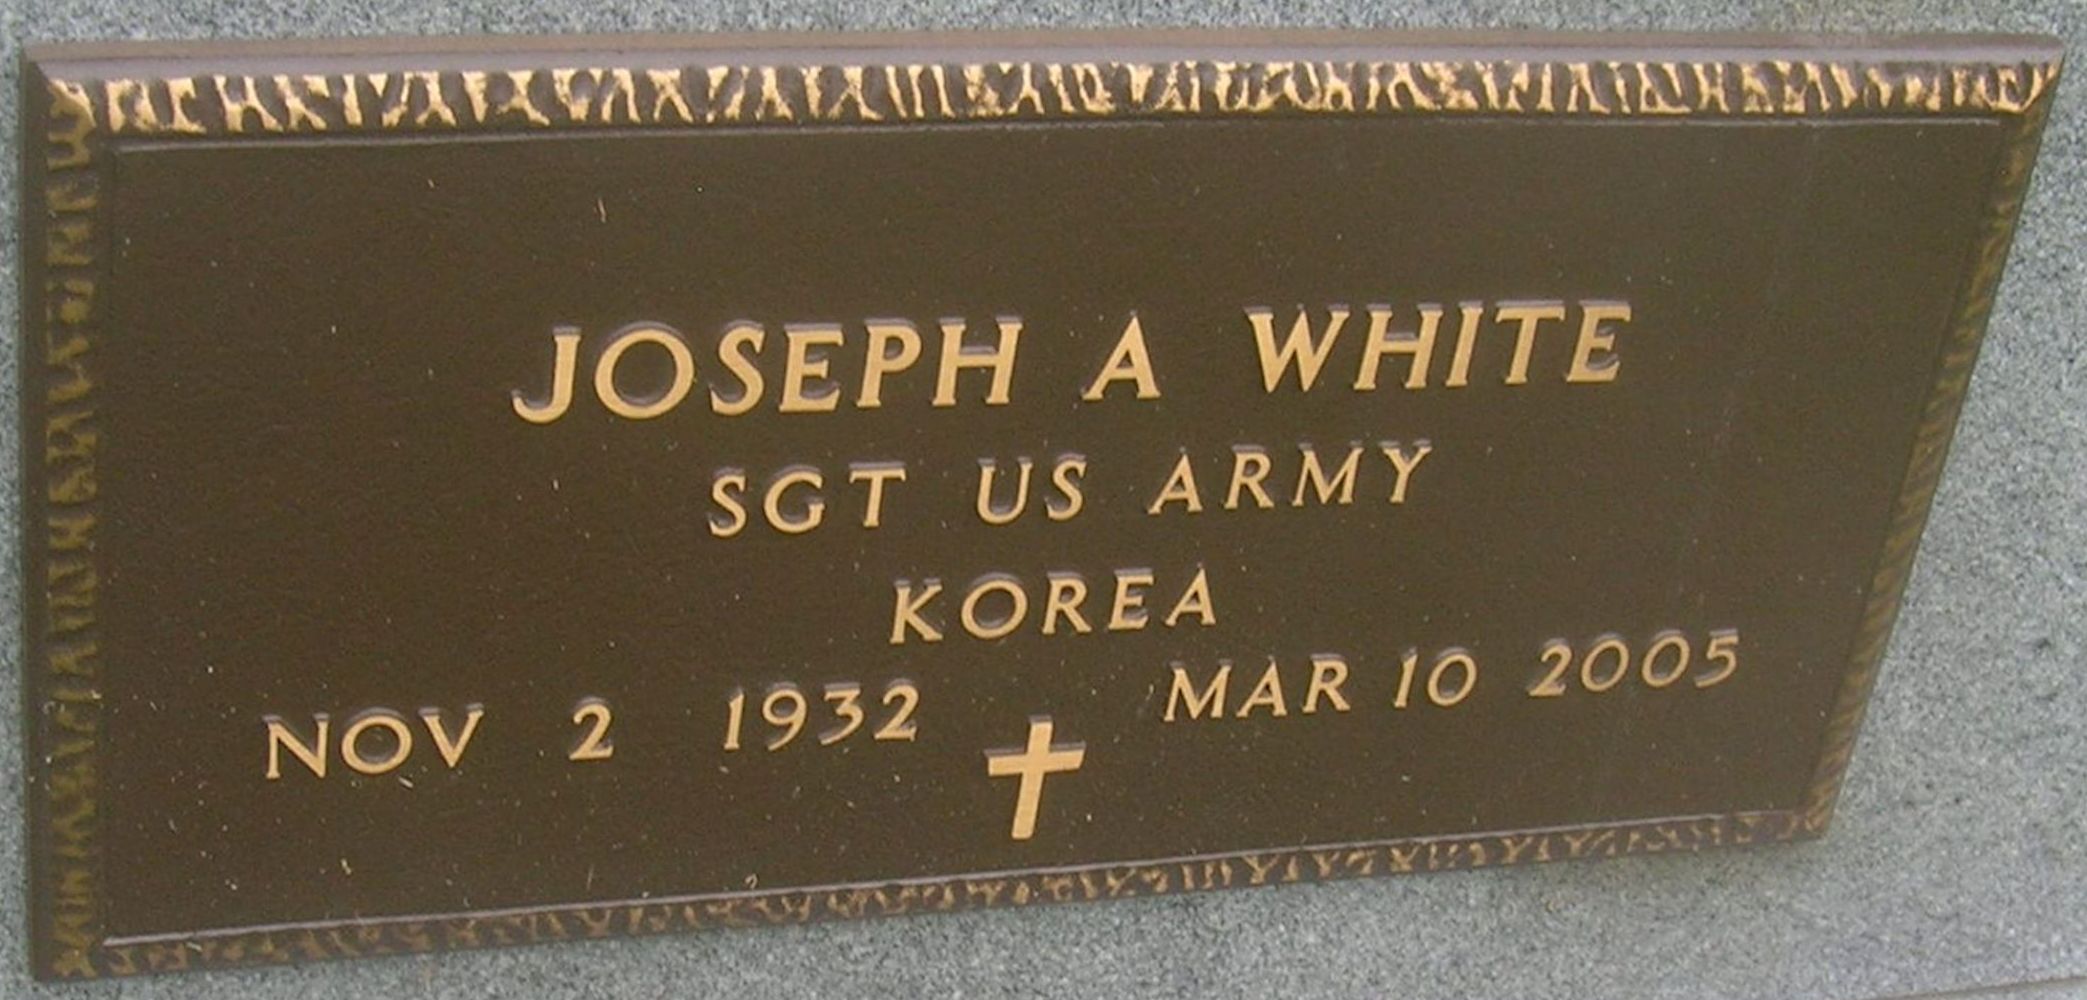 JOSEPH A WHITE
SGT US ARMY
KOREA
NOV 2 1932 MAR 10 2005